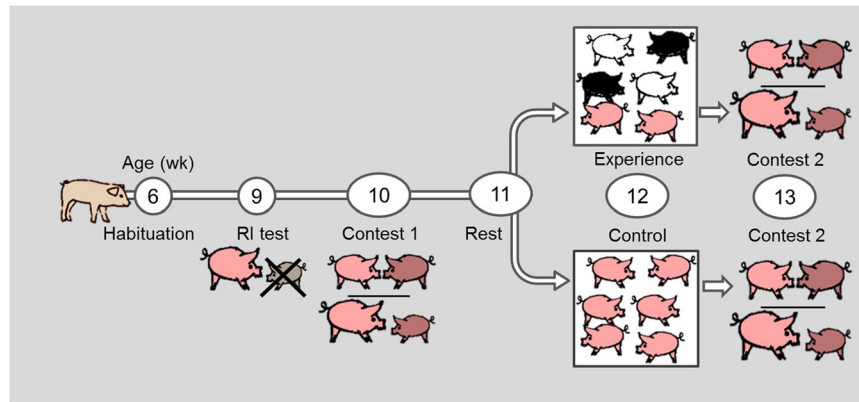 Age (wk)
6
9
10
11
12
13
Habituation
RI test
Contest 1
Rest
Experience
Contest 2
Control
Contest 2